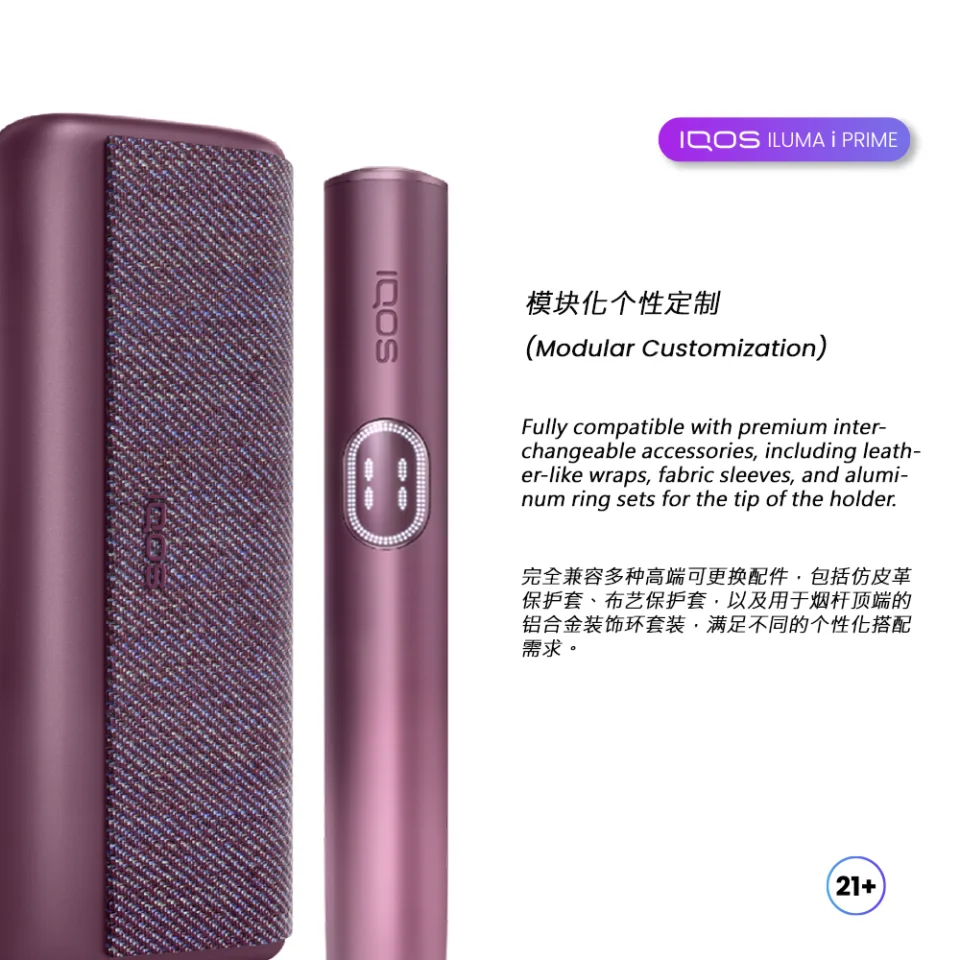 IQOS ILUMA i PRIME
IQOS
IQOS
模块化个性定制
(Modular Customization)
Fully compatible with premium inter-
changeable accessories, including leath-
er-like wraps, fabric sleeves, and alumi-
num ring sets for the tip of the holder.
完全兼容多种高端可更换配件，包括仿皮革
保护套、布艺保护套，以及用于烟杆顶端的
铝合金装饰环套装，满足不同的个性化搭配
需求。
21+